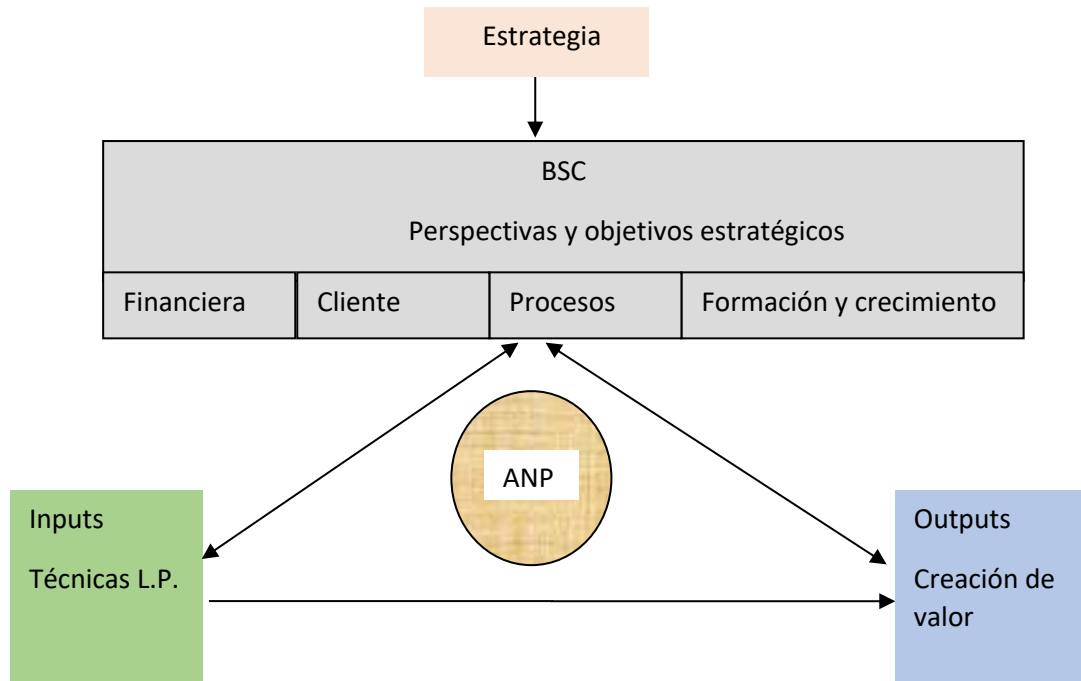 Estrategia
BSC
Perspectivas y objetivos estratégicos
Financiera
Cliente
Procesos
Formación y crecimiento
ANP
Inputs
Técnicas L.P.
Outputs
Creación de
valor